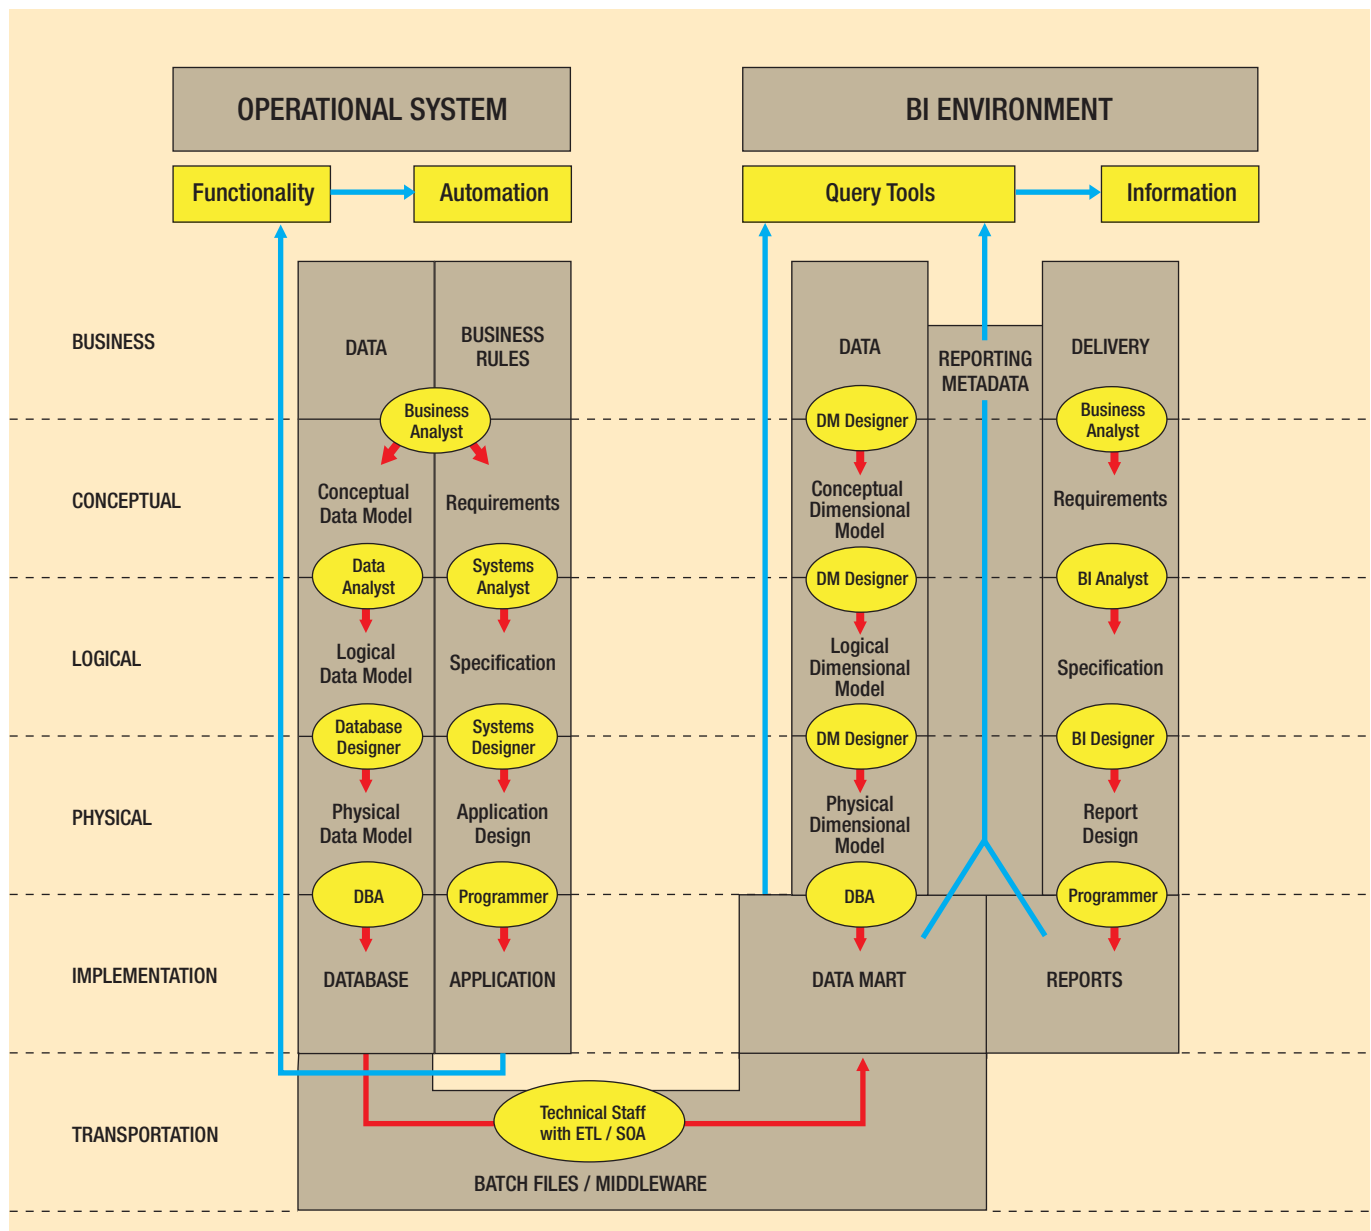 OPERATIONAL SYSTEM
BI ENVIRONMENT
Functionality
Automation
Query Tools
Information
BUSINESS
DATA
BUSINESS
RULES
DATA
REPORTING
METADATA
DELIVERY
Business
Analyst
DM Designer
Business
Analyst
CONCEPTUAL
Conceptual
Data Model
Requirements
Conceptual
Dimensional
Model
Requirements
Data
Analyst
Systems
Analyst
DM Designer
BI Analyst
LOGICAL
Logical
Data Model
Specification
Logical
Dimensional
Model
Specification
Database
Designer
Systems
Designer
DM Designer
BI Designer
PHYSICAL
Physical
Data Model
Application
Design
Physical
Dimensional
Model
Report
Design
DBA
Programmer
DBA
Programmer
IMPLEMENTATION
DATABASE
APPLICATION
DATA MART
REPORTS
TRANSPORTATION
Technical Staff
with ETL / SOA
BATCH FILES / MIDDLEWARE